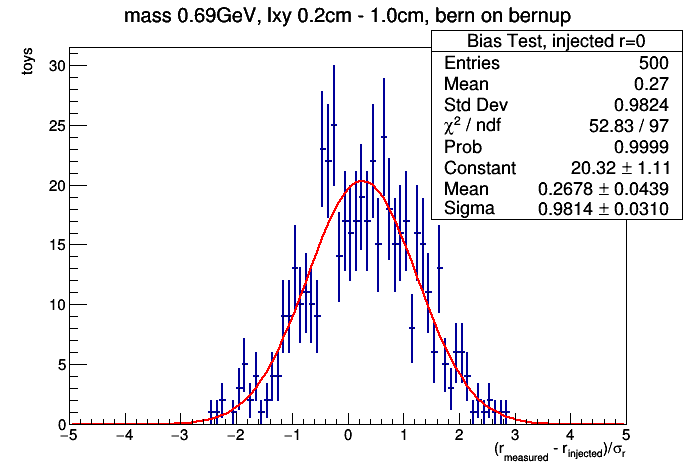 mass 0.69GeV, lxy 0.2cm - 1.0cm, bern on bernup
Bias Test, injected r=0
Entries 500
Mean 0.27
Std Dev 0.9824
χ² / ndf 52.83 / 97
Prob 0.9999
Constant 20.32 ± 1.11
Mean 0.2678 ± 0.0439
Sigma 0.9814 ± 0.0310
toys
30
25
20
15
10
5
0
−5 −4 −3 −2 −1 0 1 2 3 4 5
(r_measured - r_injected)/σ_r